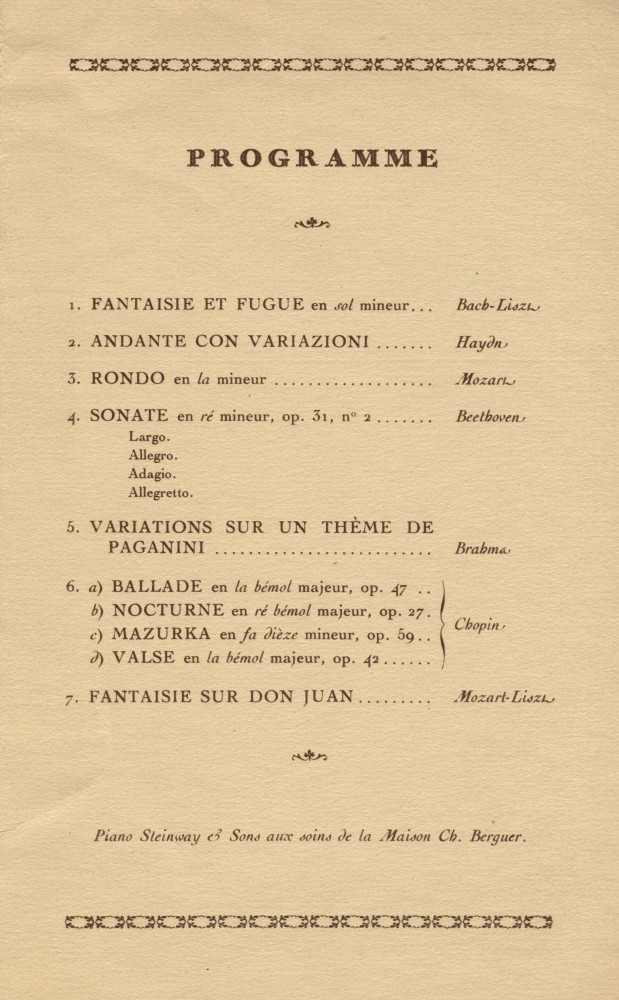 PROGRAMME
1. FANTAISIE ET FUGUE en sol mineur... Bach-Liszt
2. ANDANTE CON VARIAZIONI ....... Haydn
3. RONDO en la mineur ................... Mozart
4. SONATE en ré mineur, op. 31, n° 2 ....... Beethoven
Largo.
Allegro.
Adagio.
Allegretto.
5. VARIATIONS SUR UN THÈME DE
PAGANINI .......................... Brahms
6. a) BALLADE en la bémol majeur, op. 47 ..
b) NOCTURNE en ré bémol majeur, op. 27.
Chopin
c) MAZURKA en fa dièze mineur, op. 59..
d) VALSE en la bémol majeur, op. 42......
7. FANTAISIE SUR DON JUAN......... Mozart-Liszt
Piano Steinway & Sons aux soins de la Maison Ch. Berguer.